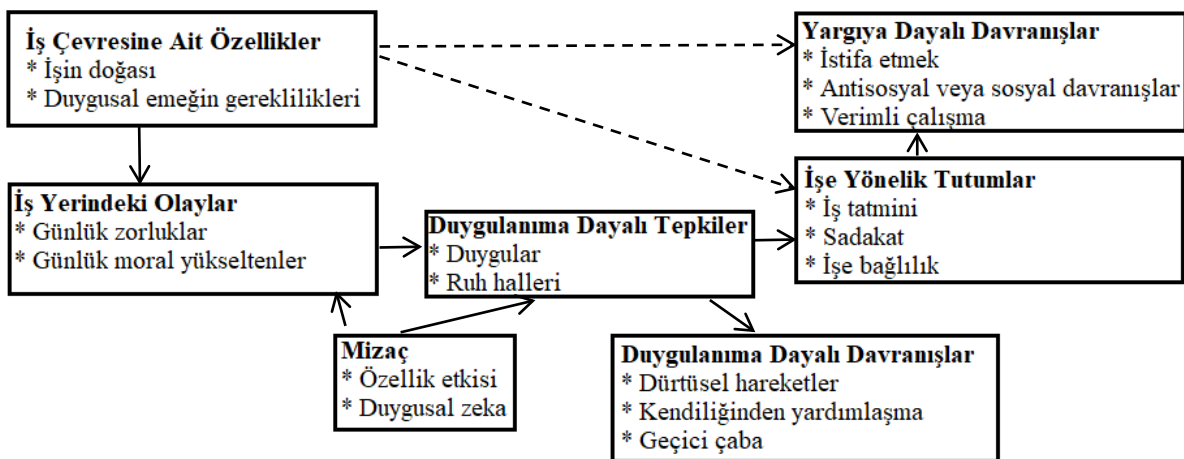 İş Çevresine Ait Özellikler
* İşin doğası
* Duygusal emeğin gereklilikleri
Yargıya Dayalı Davranışlar
* İstifa etmek
* Antisosyal veya sosyal davranışlar
* Verimli çalışma
İş Yerindeki Olaylar
* Günlük zorluklar
* Günlük moral yükseltenler
Duygulanıma Dayalı Tepkiler
* Duygular
* Ruh halleri
İşe Yönelik Tutumlar
* İş tatmini
* Sadakat
* İşe bağlılık
Mizaç
* Özellik etkisi
* Duygusal zeka
Duygulanıma Dayalı Davranışlar
* Dürtüsel hareketler
* Kendiliğinden yardımlaşma
* Geçici çaba